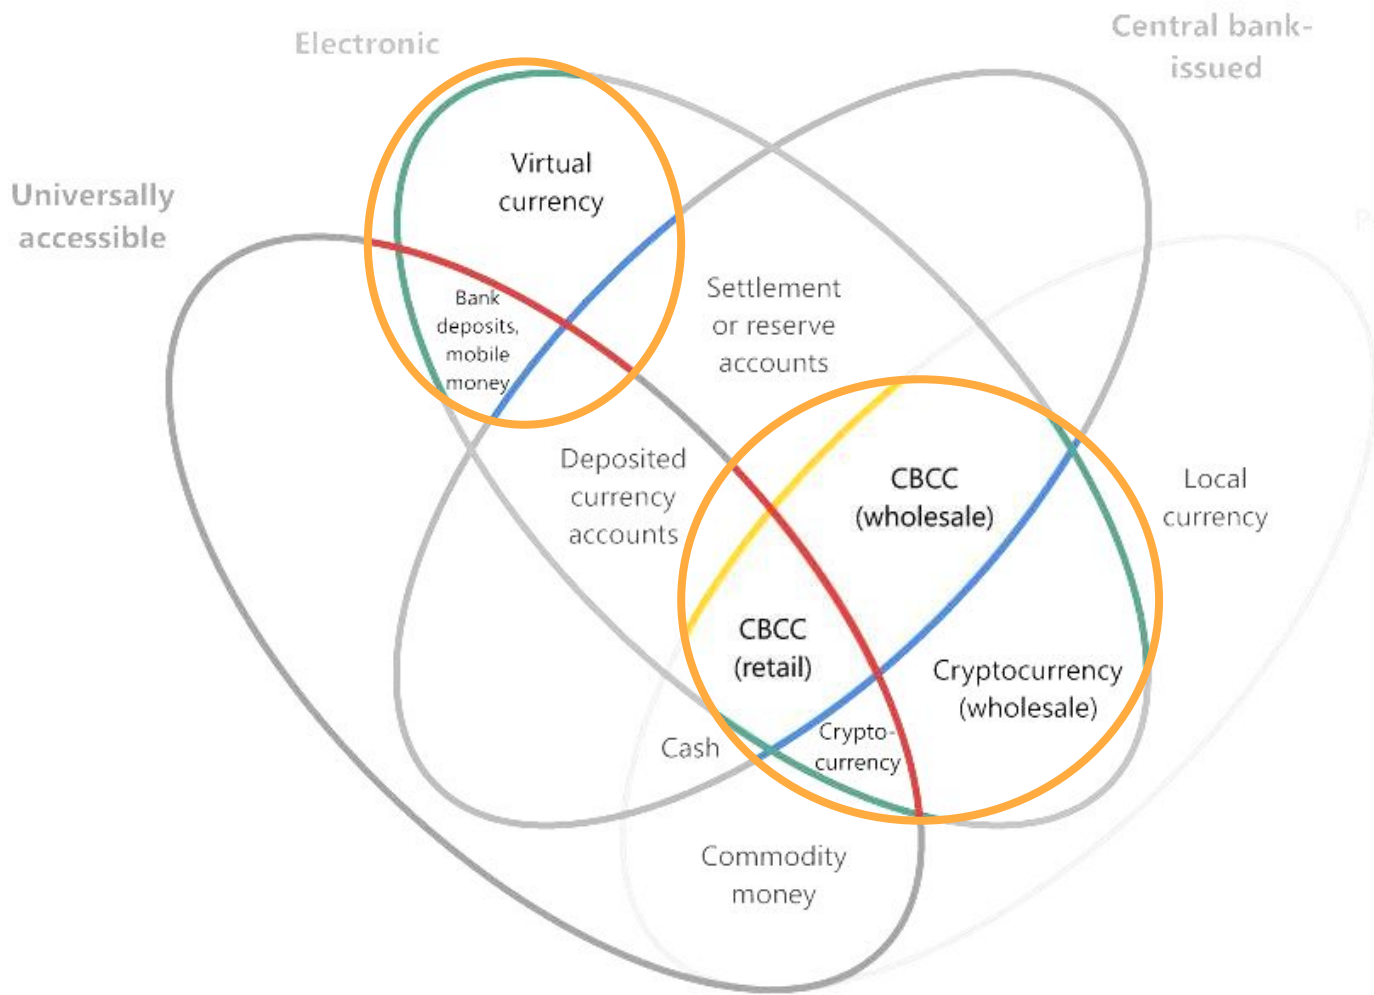 Electronic
Central bank-
issued
Universally
accessible
P
Virtual
currency
Bank
deposits,
mobile
money
Settlement
or reserve
accounts
Deposited
currency
accounts
CBCC
(wholesale)
Local
currency
CBCC
(retail)
Cryptocurrency
(wholesale)
Cash
Crypto-
currency
Commodity
money